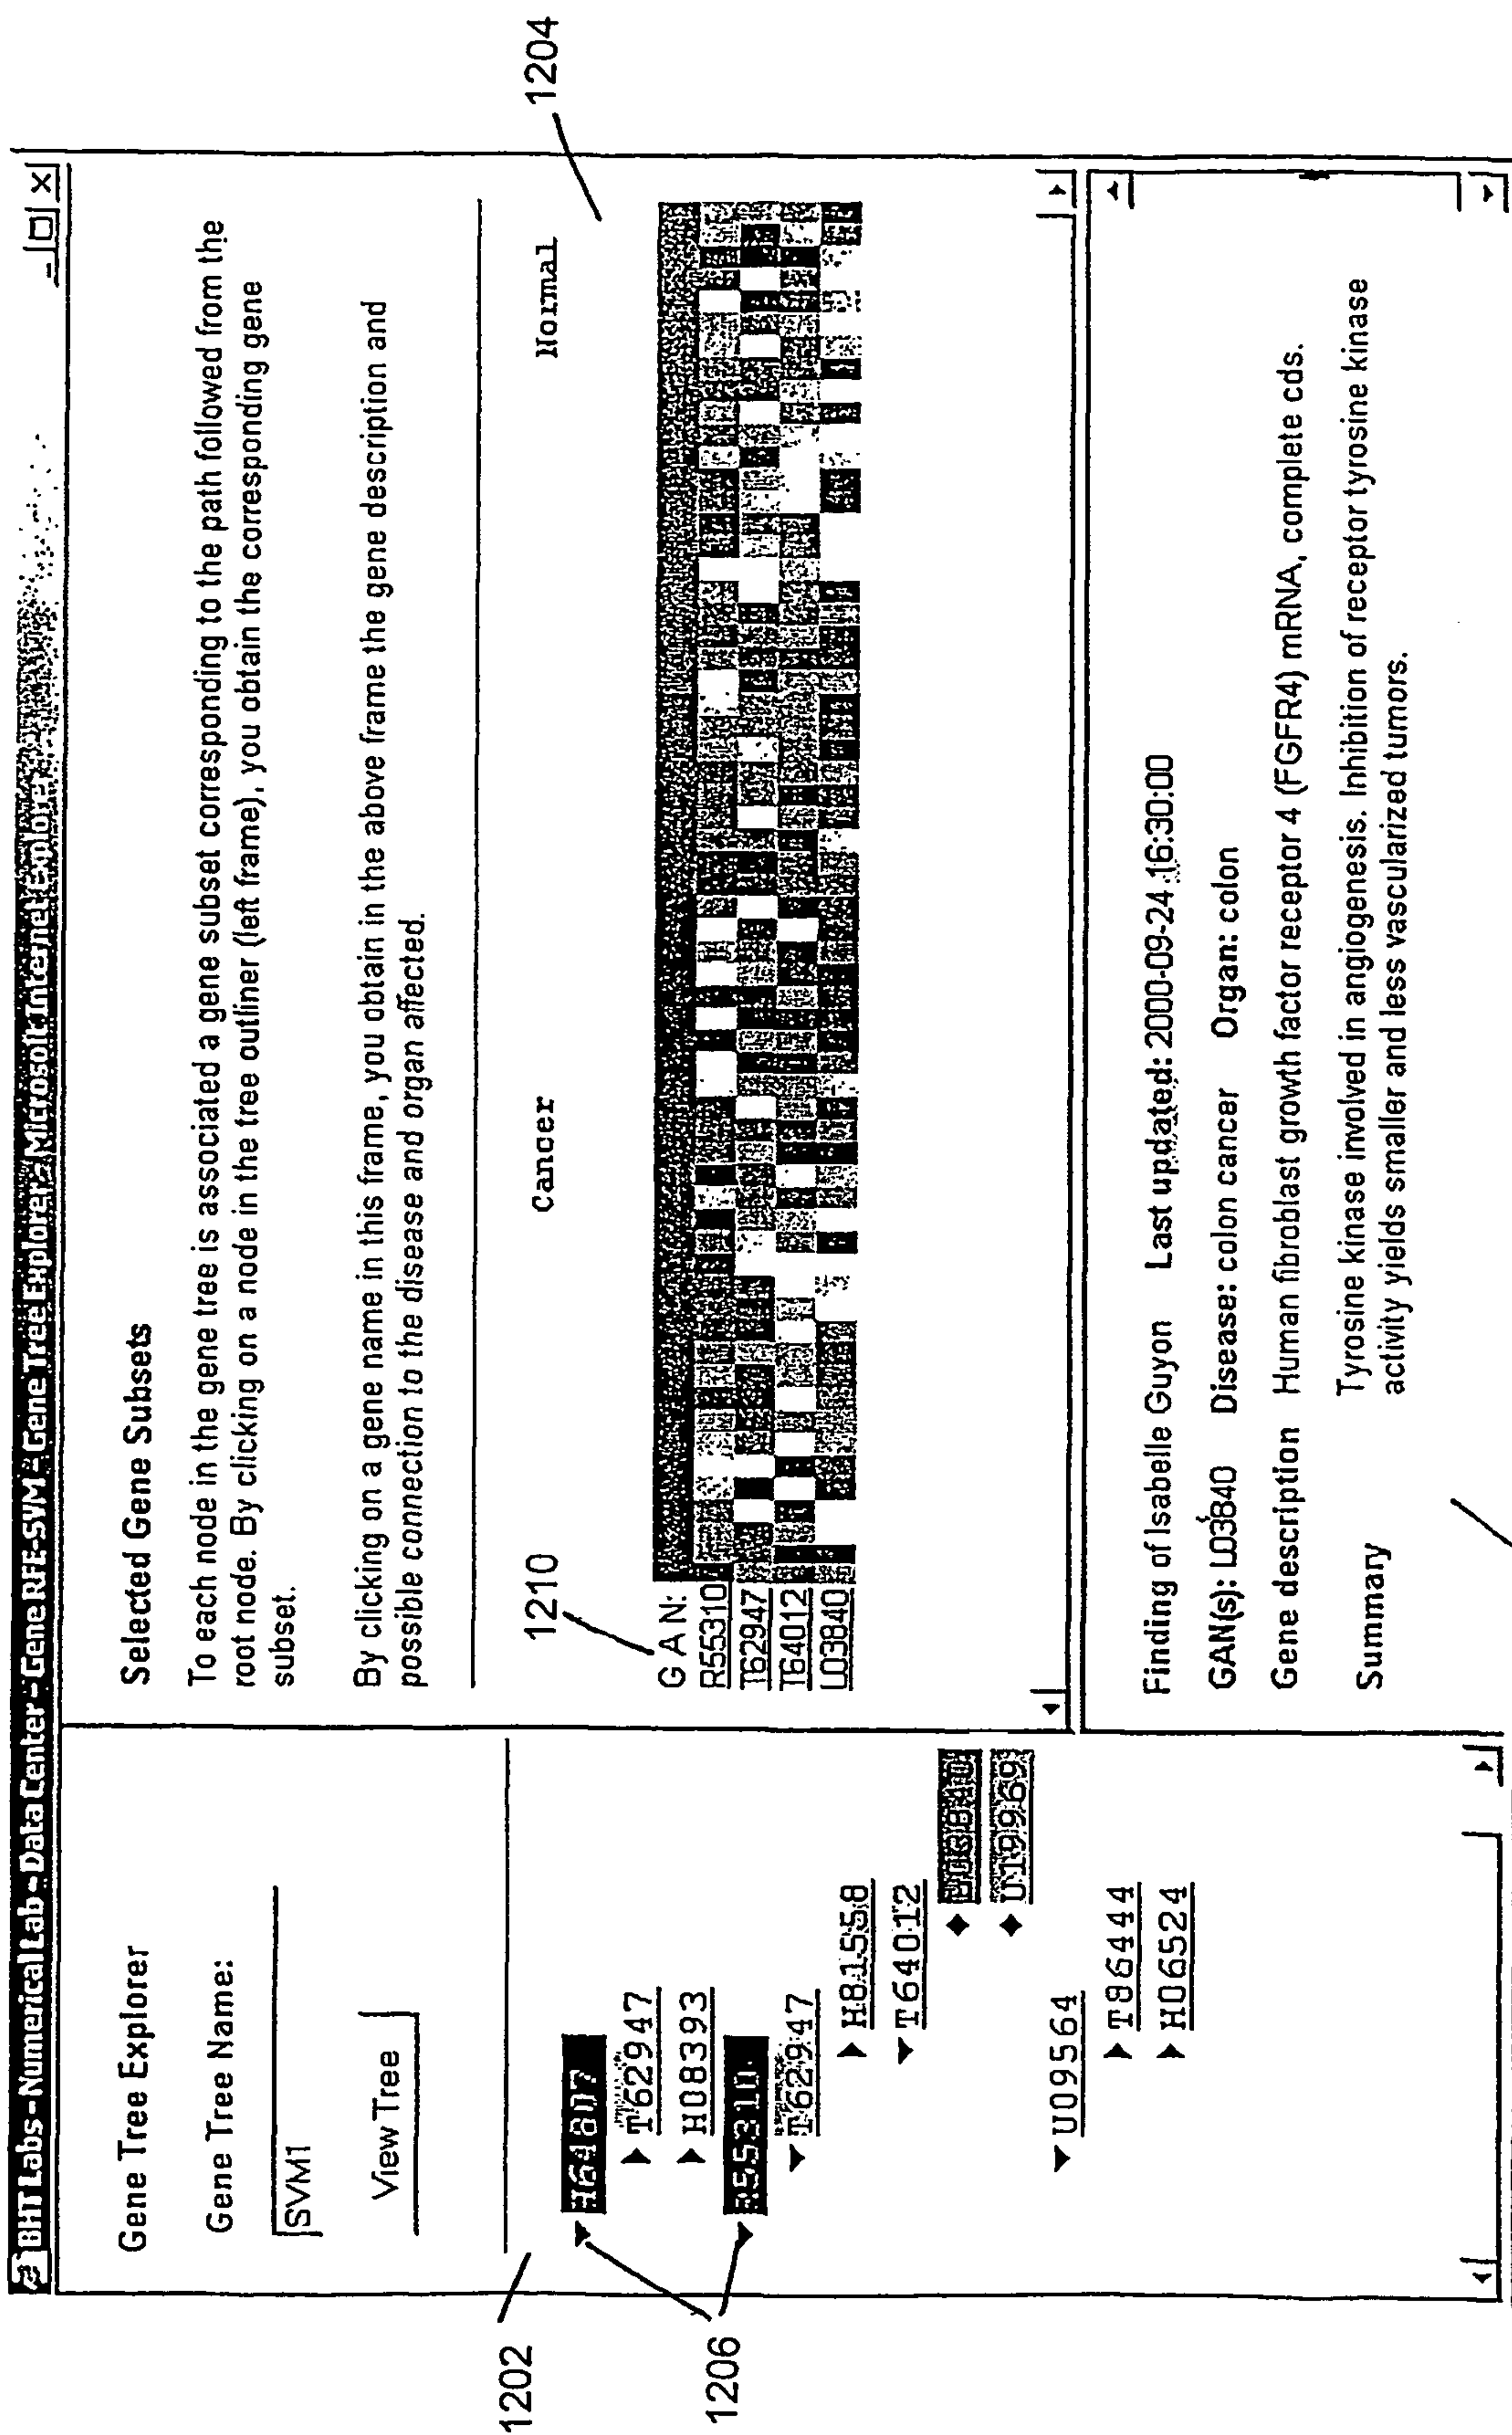 BHT Labs - Numerical Lab - Data Center - Gene RFE-SVM - Gene Tree Explorer - Microsoft Internet Explorer
Gene Tree Explorer
Gene Tree Name:
SVM1
View Tree
1202
H64807
T62947
H08393
R55310
T62947
H81558
T64012
L03840
U19969
U09564
T86444
H06524
1206
Selected Gene Subsets
To each node in the gene tree is associated a gene subset corresponding to the path followed from the
root node. By clicking on a node in the tree outliner (left frame), you obtain the corresponding gene
subset.
By clicking on a gene name in this frame, you obtain in the above frame the gene description and
possible connection to the disease and organ affected.
1210
Cancer
Normal
1204
GAN:
R55310
T62947
T64012
L03840
Finding of Isabelle Guyon Last updated: 2000-09-24 16:30:00
GAN(s): L03840 Disease: colon cancer Organ: colon
Gene description Human fibroblast growth factor receptor 4 (FGFR4) mRNA, complete cds.
Summary Tyrosine kinase involved in angiogenesis. Inhibition of receptor tyrosine kinase
activity yields smaller and less vascularized tumors.